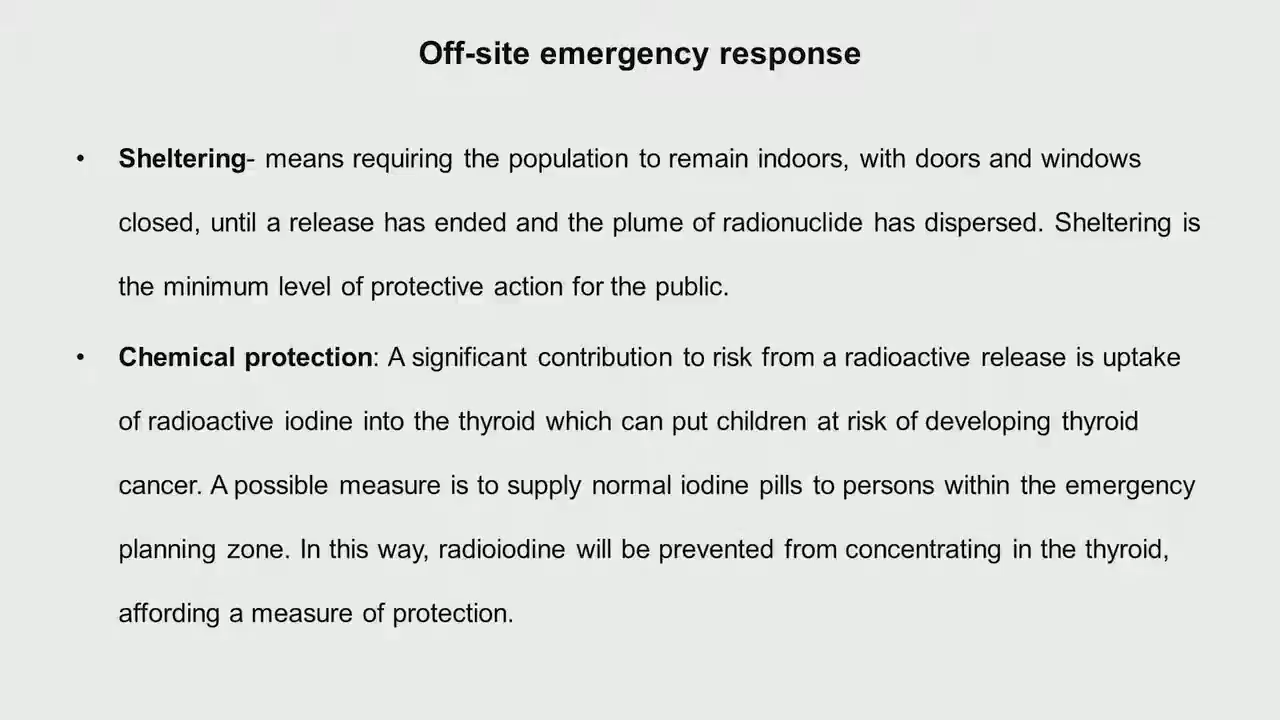 Off-site emergency response
• Sheltering- means requiring the population to remain indoors, with doors and windows
closed, until a release has ended and the plume of radionuclide has dispersed. Sheltering is
the minimum level of protective action for the public.
• Chemical protection: A significant contribution to risk from a radioactive release is uptake
of radioactive iodine into the thyroid which can put children at risk of developing thyroid
cancer. A possible measure is to supply normal iodine pills to persons within the emergency
planning zone. In this way, radioiodine will be prevented from concentrating in the thyroid,
affording a measure of protection.